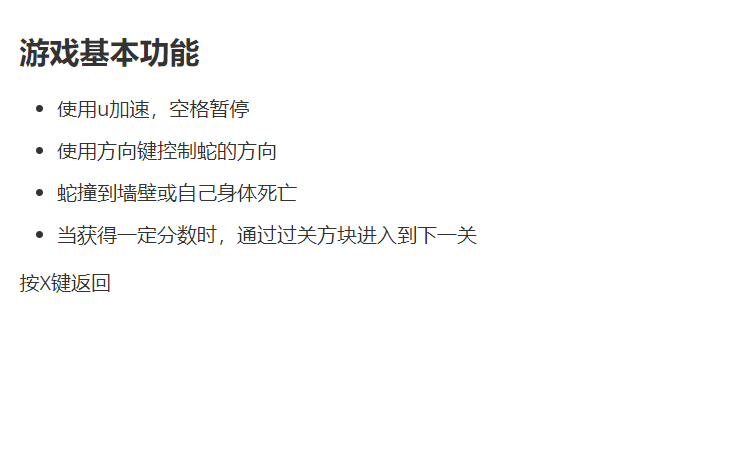 游戏基本功能
使用u加速，空格暂停
使用方向键控制蛇的方向
蛇撞到墙壁或自己身体死亡
当获得一定分数时，通过过关方块进入到下一关
按X键返回